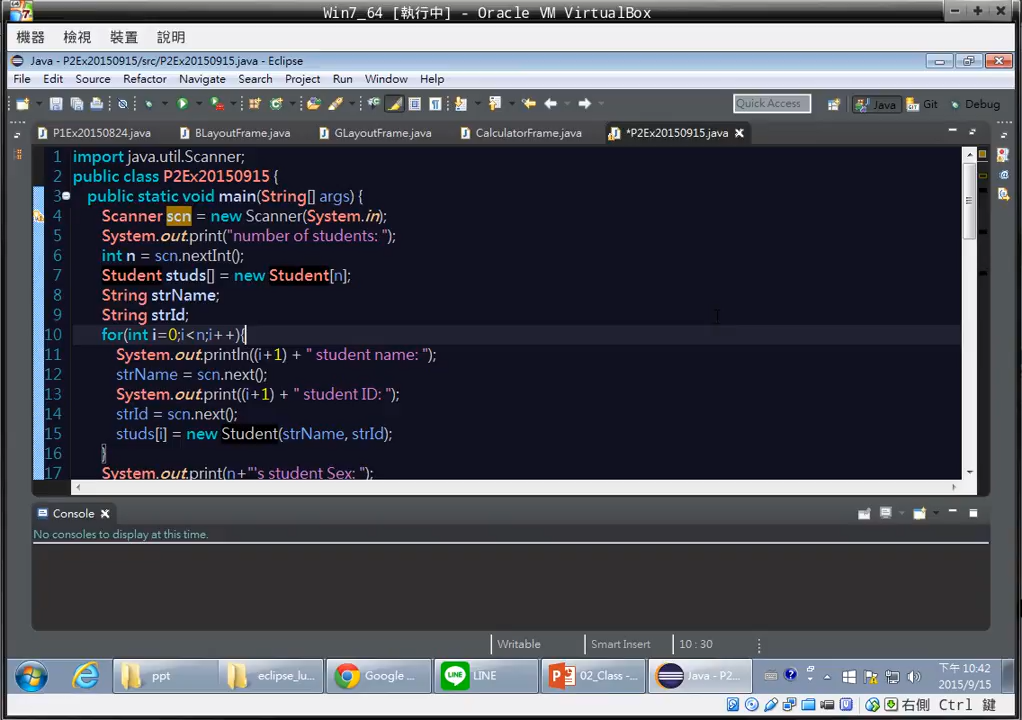 Win7_64 [執行中] - Oracle VM VirtualBox
機器 檢視 裝置 說明
Java - P2Ex20150915/src/P2Ex20150915.java - Eclipse
File Edit Source Refactor Navigate Search Project Run Window Help
Quick Access Java Git Debug
P1Ex20150824.java BLayoutFrame.java GLayoutFrame.java CalculatorFrame.java *P2Ex20150915.java
1 import java.util.Scanner;
2 public class P2Ex20150915 {
3 public static void main(String[] args) {
4 Scanner scn = new Scanner(System.in);
5 System.out.print("number of students: ");
6 int n = scn.nextInt();
7 Student studs[] = new Student[n];
8 String strName;
9 String strId;
10 for(int i=0;i<n;i++){
11 System.out.println((i+1) + " student name: ");
12 strName = scn.next();
13 System.out.print((i+1) + " student ID: ");
14 strId = scn.next();
15 studs[i] = new Student(strName, strId);
16 }
17 System.out.print(n+"'s student Sex: ");
Console
No consoles to display at this time.
Writable Smart Insert 10 : 30
ppt eclipse_lu... Google ... LINE 02_Class -... Java - P2...
下午 10:42
2015/9/15
右側 Ctrl 鍵